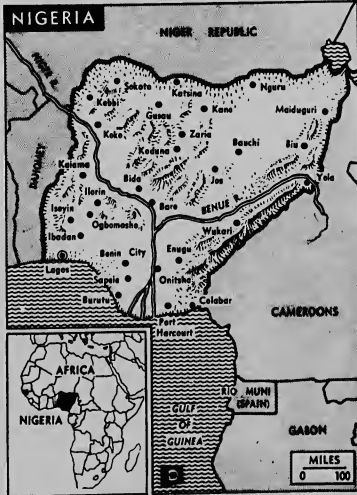 NIGERIA
NIGER REPUBLIC
NIGER R.
Sokoto
Katsina
Nguru
Kebbi
Gusau
Kano
Maiduguri
Koko
Zaria
Kaduna
Bauchi
Biu
DAHOMEY
Kaiama
Bida
Jos
Yola
Ilorin
Baro
BENUE R.
Iseyin
Ogbomosho
Wukari
Ibadan
Enugu
Benin City
Lagos
Onitsha
Sapele
Burutu
Calabar
Port
Harcourt
CAMEROONS
AFRICA
NIGERIA
RIO MUNI
(SPAIN)
GULF
OF
GUINEA
GABON
MILES
0 100